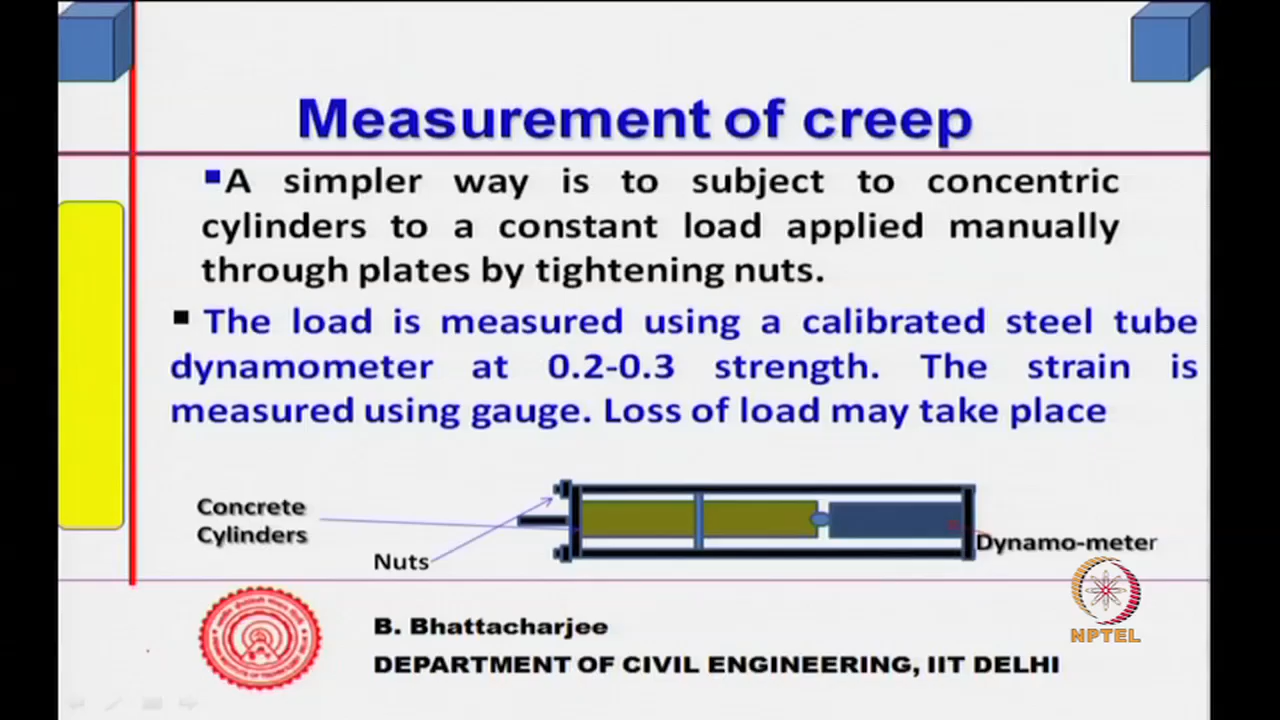 Measurement of creep
A simpler way is to subject to concentric
cylinders to a constant load applied manually
through plates by tightening nuts.
The load is measured using a calibrated steel tube
dynamometer at 0.2-0.3 strength. The strain is
measured using gauge. Loss of load may take place
Concrete
Cylinders
Nuts
Dynamo-meter
NPTEL
B. Bhattacharjee
DEPARTMENT OF CIVIL ENGINEERING, IIT DELHI